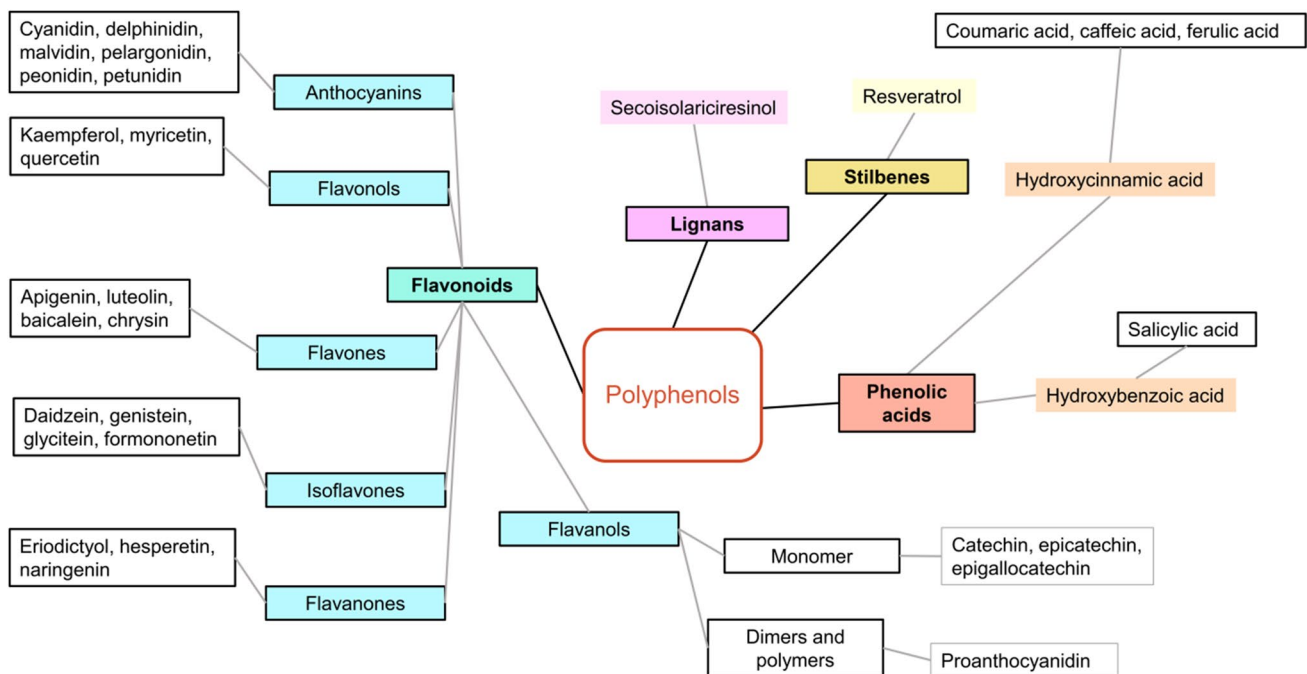 Cyanidin, delphinidin,
malvidin, pelargonidin,
peonidin, petunidin
Anthocyanins
Kaempferol, myricetin,
quercetin
Flavonols
Flavonoids
Apigenin, luteolin,
baicalein, chrysin
Flavones
Daidzein, genistein,
glycitein, formononetin
Isoflavones
Eriodictyol, hesperetin,
naringenin
Flavanones
Flavanols
Monomer
Catechin, epicatechin,
epigallocatechin
Dimers and
polymers
Proanthocyanidin
Polyphenols
Secoisolariciresinol
Lignans
Resveratrol
Stilbenes
Coumaric acid, caffeic acid, ferulic acid
Hydroxycinnamic acid
Salicylic acid
Hydroxybenzoic acid
Phenolic
acids